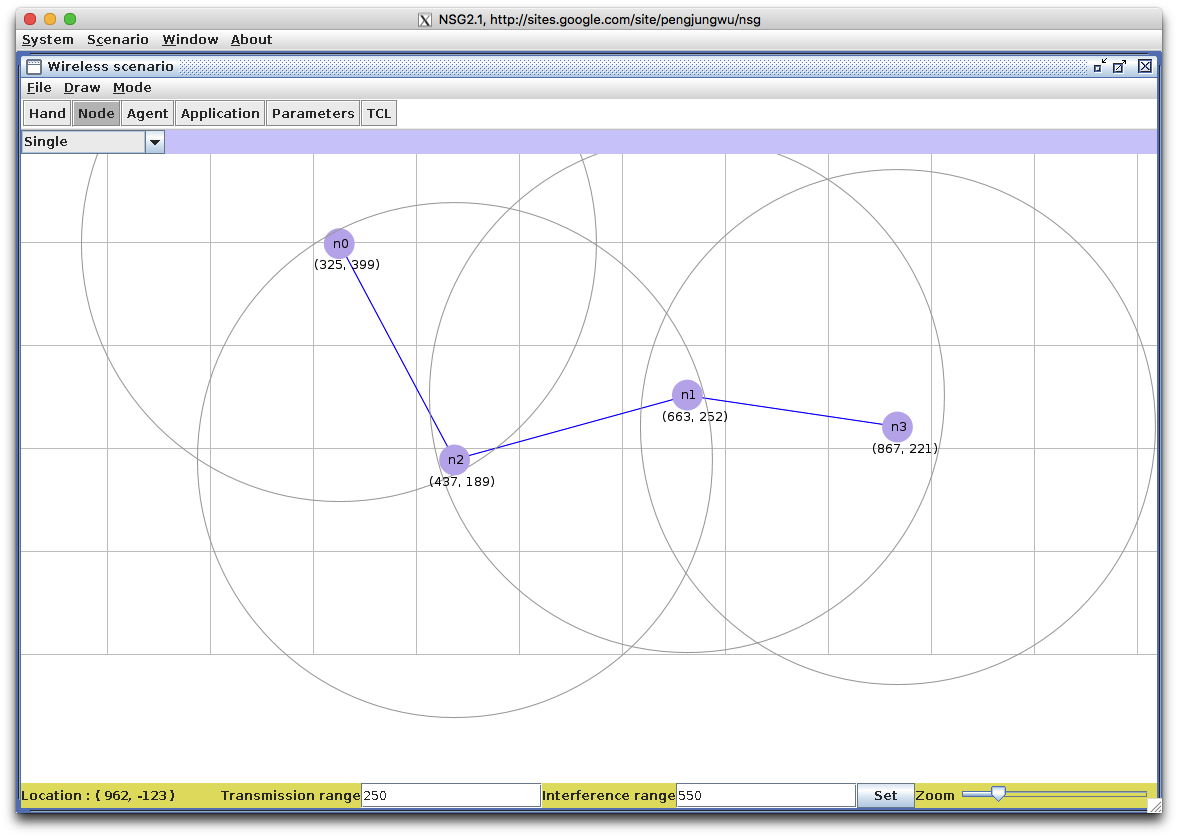 NSG2.1, http://sites.google.com/site/pengjungwu/nsg
System Scenario Window About
Wireless scenario
File Draw Mode
Hand Node Agent Application Parameters TCL
Single
n0
(325, 399)
n1
(663, 252)
n3
(867, 221)
n2
(437, 189)
Location : ( 962, -123 ) Transmission range 250 Interference range 550 Set Zoom